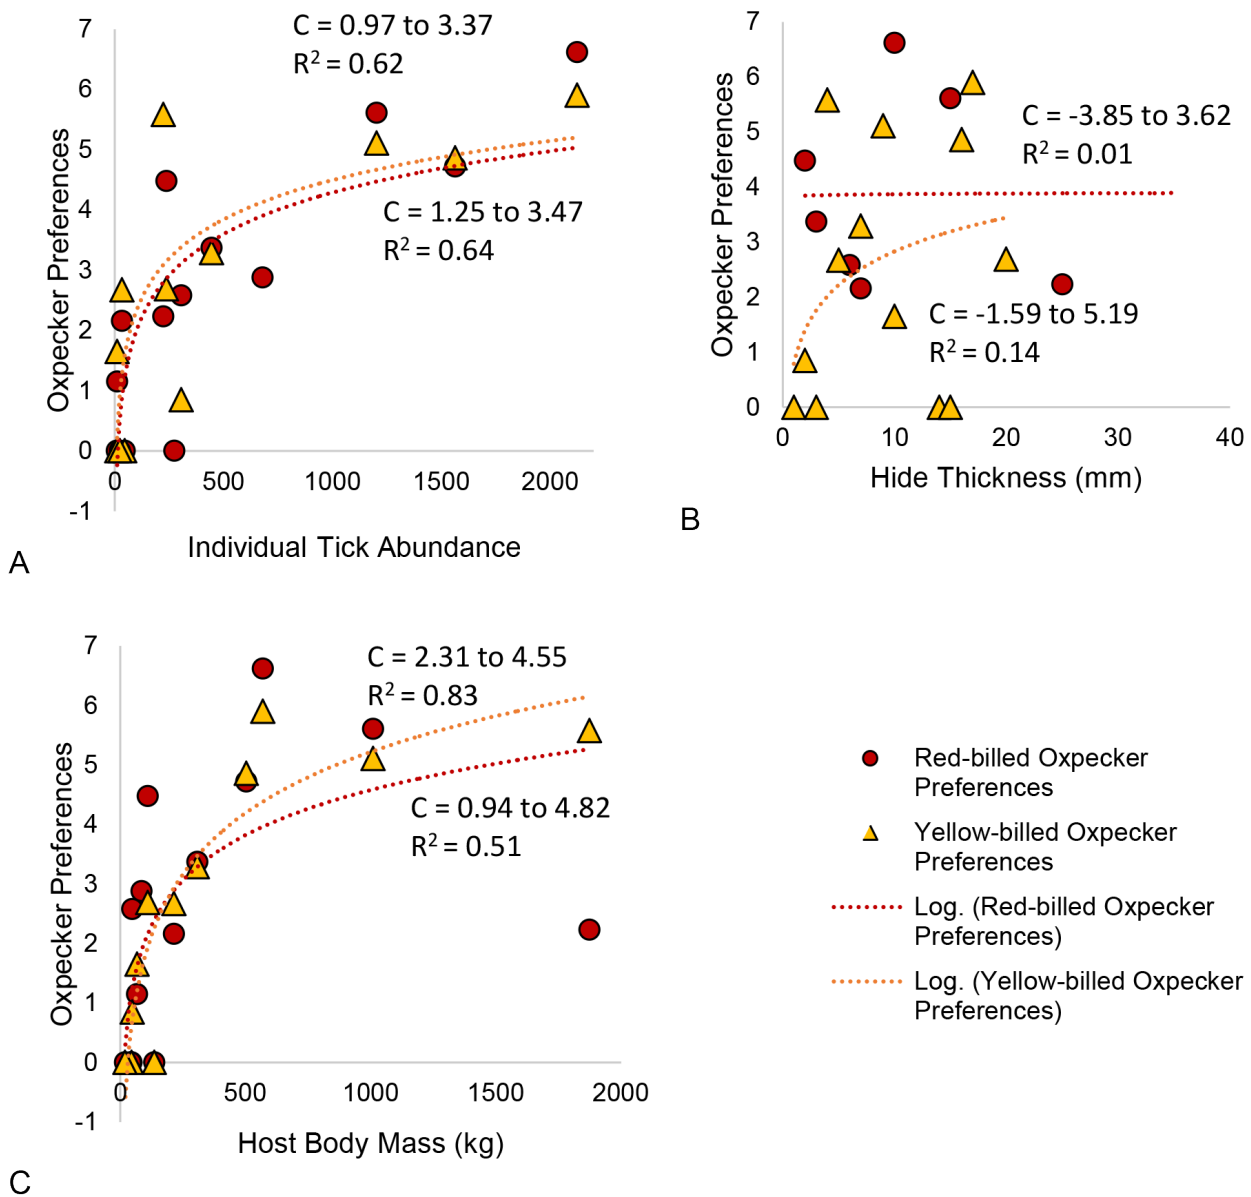 7
6
5
4
3
2
1
0
-1
Oxpecker Preferences
C = 0.97 to 3.37
R² = 0.62
C = 1.25 to 3.47
R² = 0.64
0 500 1000 1500 2000
Individual Tick Abundance
A
7
6
5
4
3
2
1
0
Oxpecker Preferences
C = -3.85 to 3.62
R² = 0.01
C = -1.59 to 5.19
R² = 0.14
0 10 20 30 40
Hide Thickness (mm)
B
7
6
5
4
3
2
1
0
-1
Oxpecker Preferences
C = 2.31 to 4.55
R² = 0.83
C = 0.94 to 4.82
R² = 0.51
0 500 1000 1500 2000
Host Body Mass (kg)
C
Red-billed Oxpecker
Preferences
Yellow-billed Oxpecker
Preferences
Log. (Red-billed Oxpecker
Preferences)
Log. (Yellow-billed Oxpecker
Preferences)